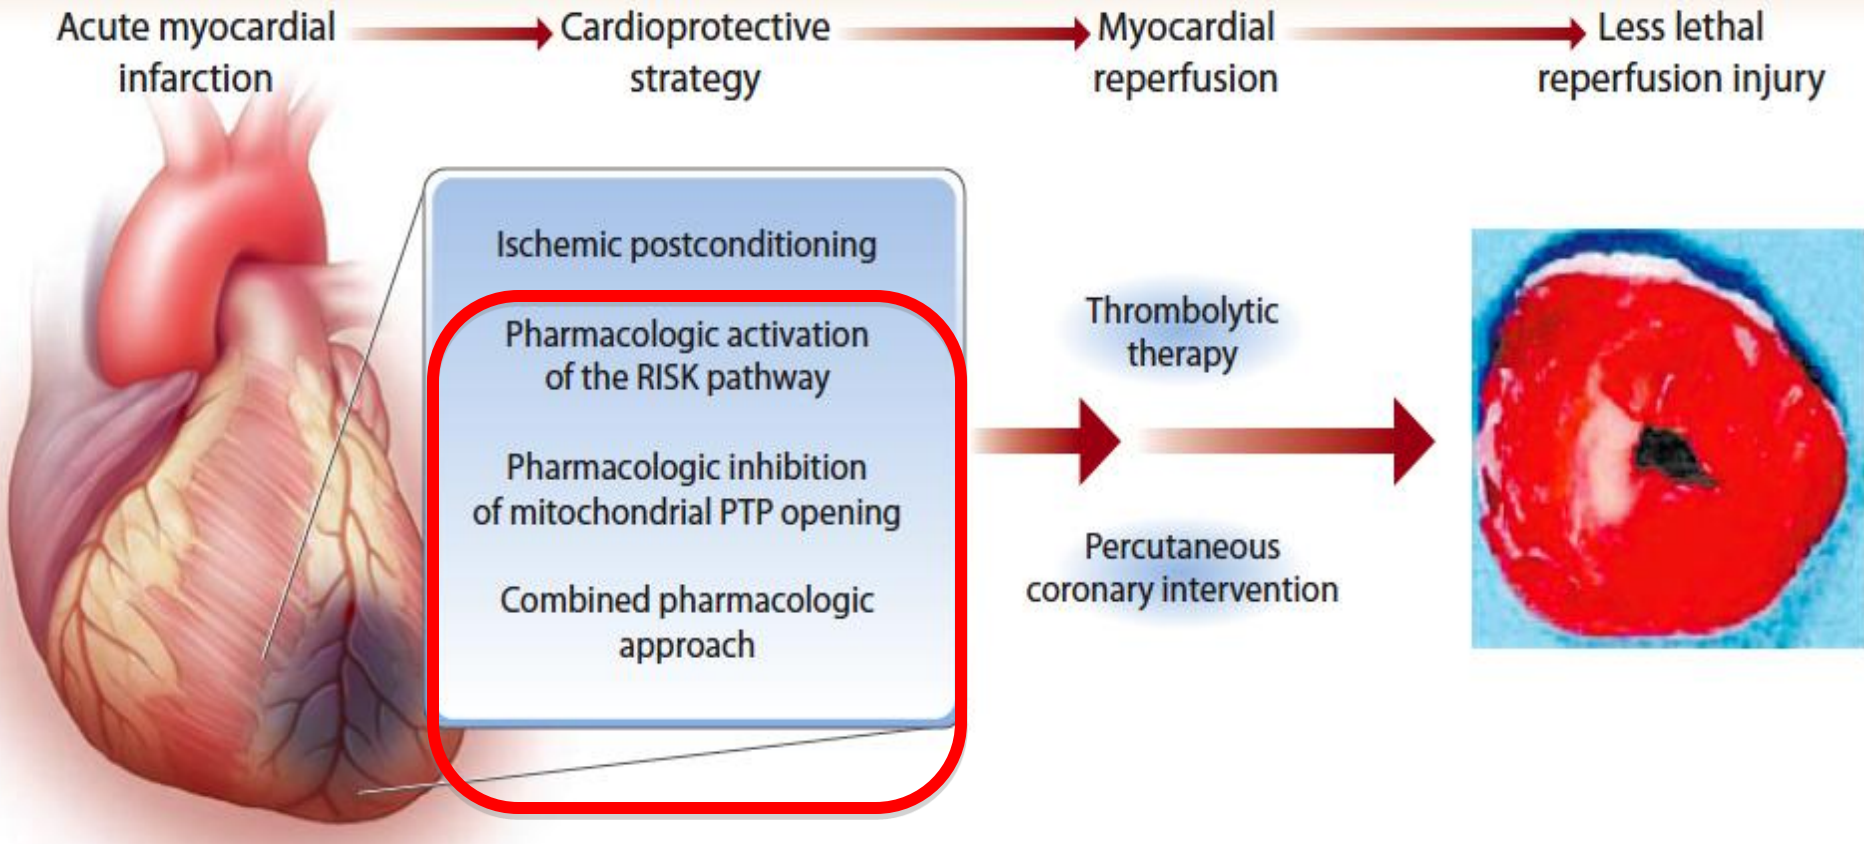 Acute myocardial
infarction
Cardioprotective
strategy
Myocardial
reperfusion
Less lethal
reperfusion injury
Ischemic postconditioning
Pharmacologic activation
of the RISK pathway
Pharmacologic inhibition
of mitochondrial PTP opening
Combined pharmacologic
approach
Thrombolytic
therapy
Percutaneous
coronary intervention